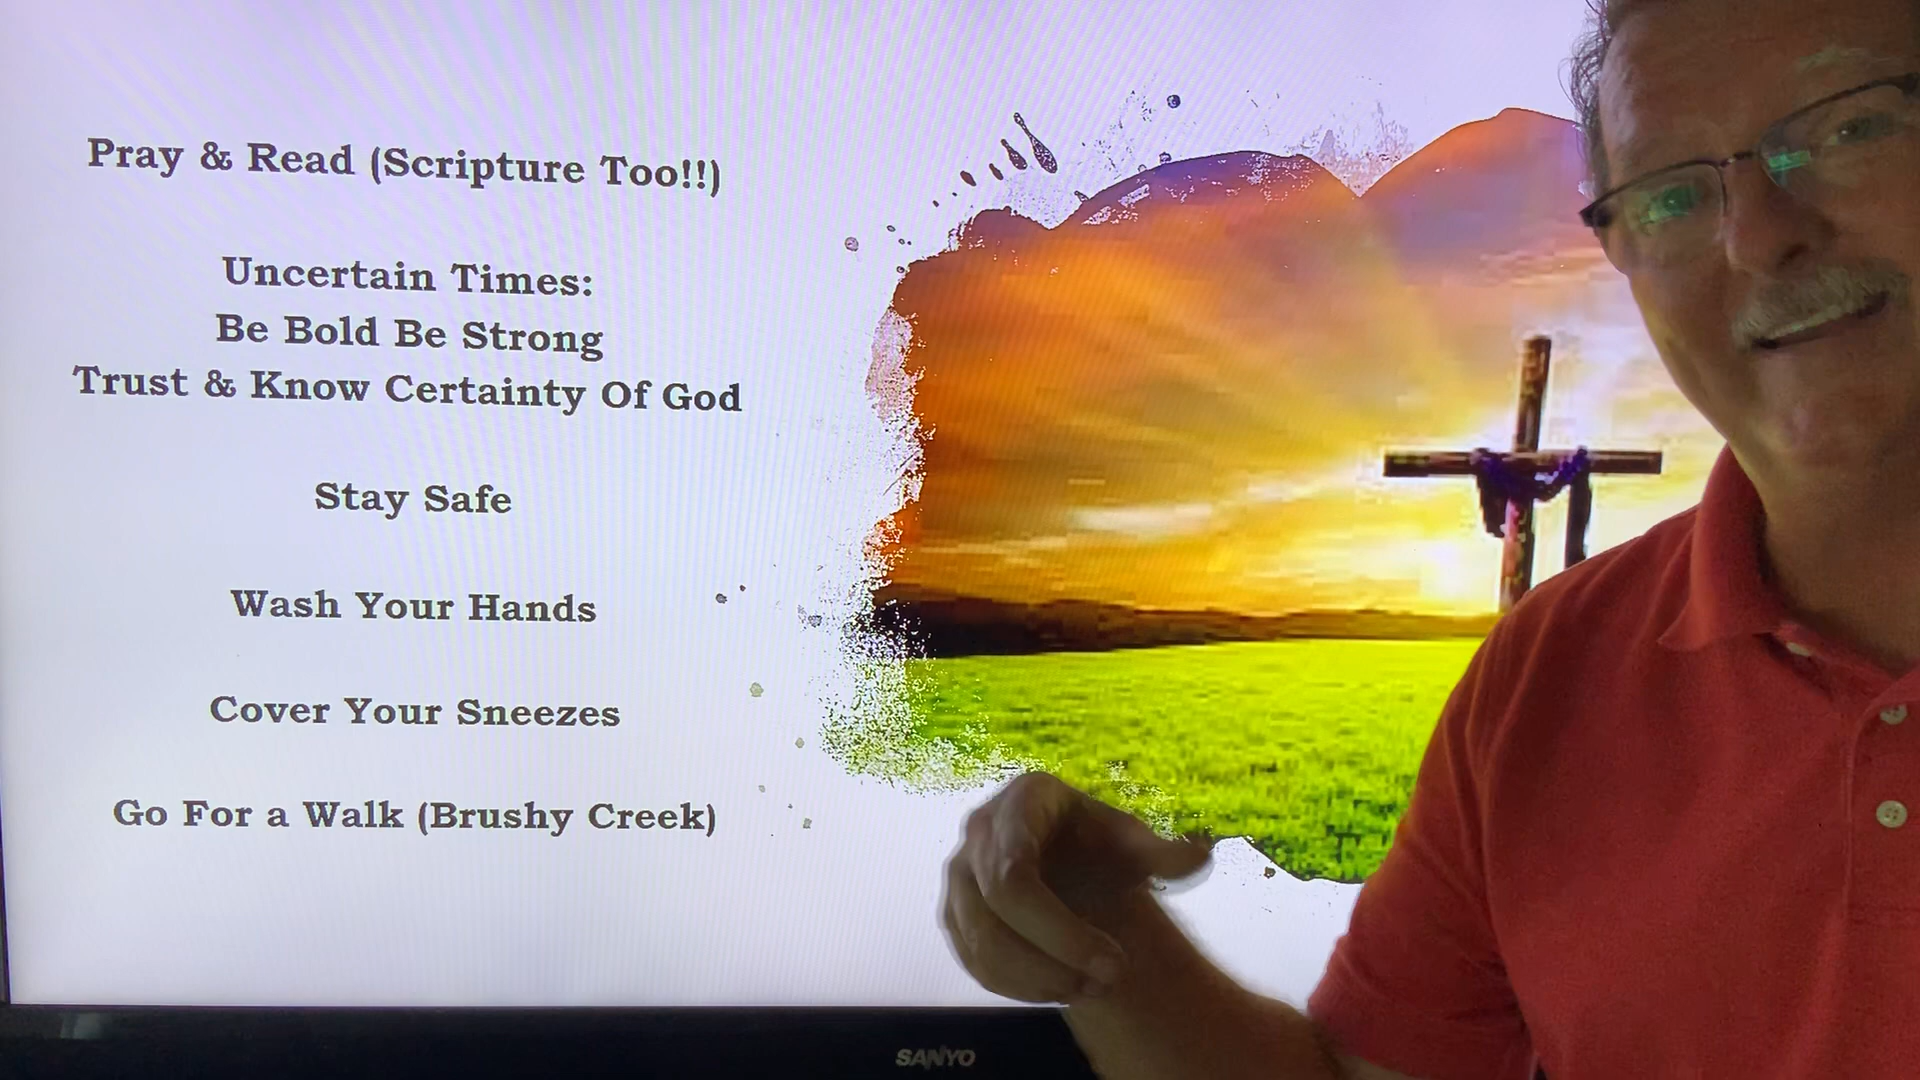 Pray & Read (Scripture Too!!)
Uncertain Times:
Be Bold Be Strong
Trust & Know Certainty Of God
Stay Safe
Wash Your Hands
Cover Your Sneezes
Go For a Walk (Brushy Creek)
SANYO